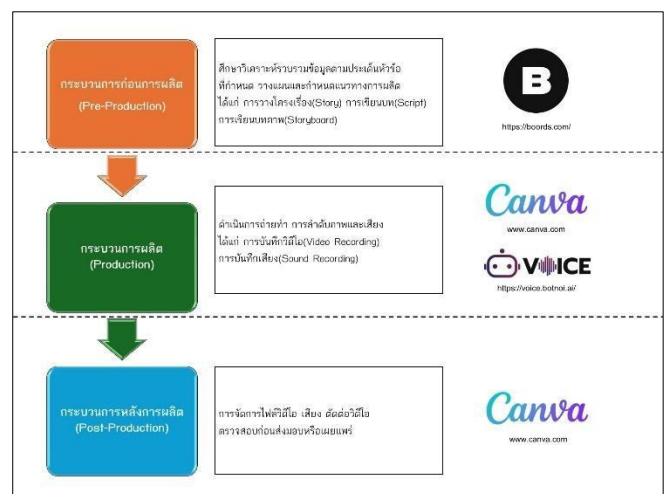 กระบวนการก่อนการผลิต
(Pre-Production)
ศึกษาวิเคราะห์รวบรวมข้อมูลตามประเด็นหัวข้อ
ที่กำหนด วางแผนและกำหนดแนวทางการผลิต
ได้แก่ การวางโครงเรื่อง(Story) การเขียนบท(Script)
การเขียนบทภาพ(Storyboard)
B
https://boords.com/
กระบวนการผลิต
(Production)
ดำเนินการถ่ายทำ การลำดับภาพและเสียง
ได้แก่ การบันทึกวิดีโอ(Video Recording)
การบันทึกเสียง(Sound Recording)
Canva
www.canva.com
VOICE
https://voice.botnoi.ai/
กระบวนการหลังการผลิต
(Post-Production)
การจัดการไฟล์วิดีโอ เสียง ตัดต่อวิดีโอ
ตรวจสอบก่อนส่งมอบหรือเผยแพร่
Canva
www.canva.com